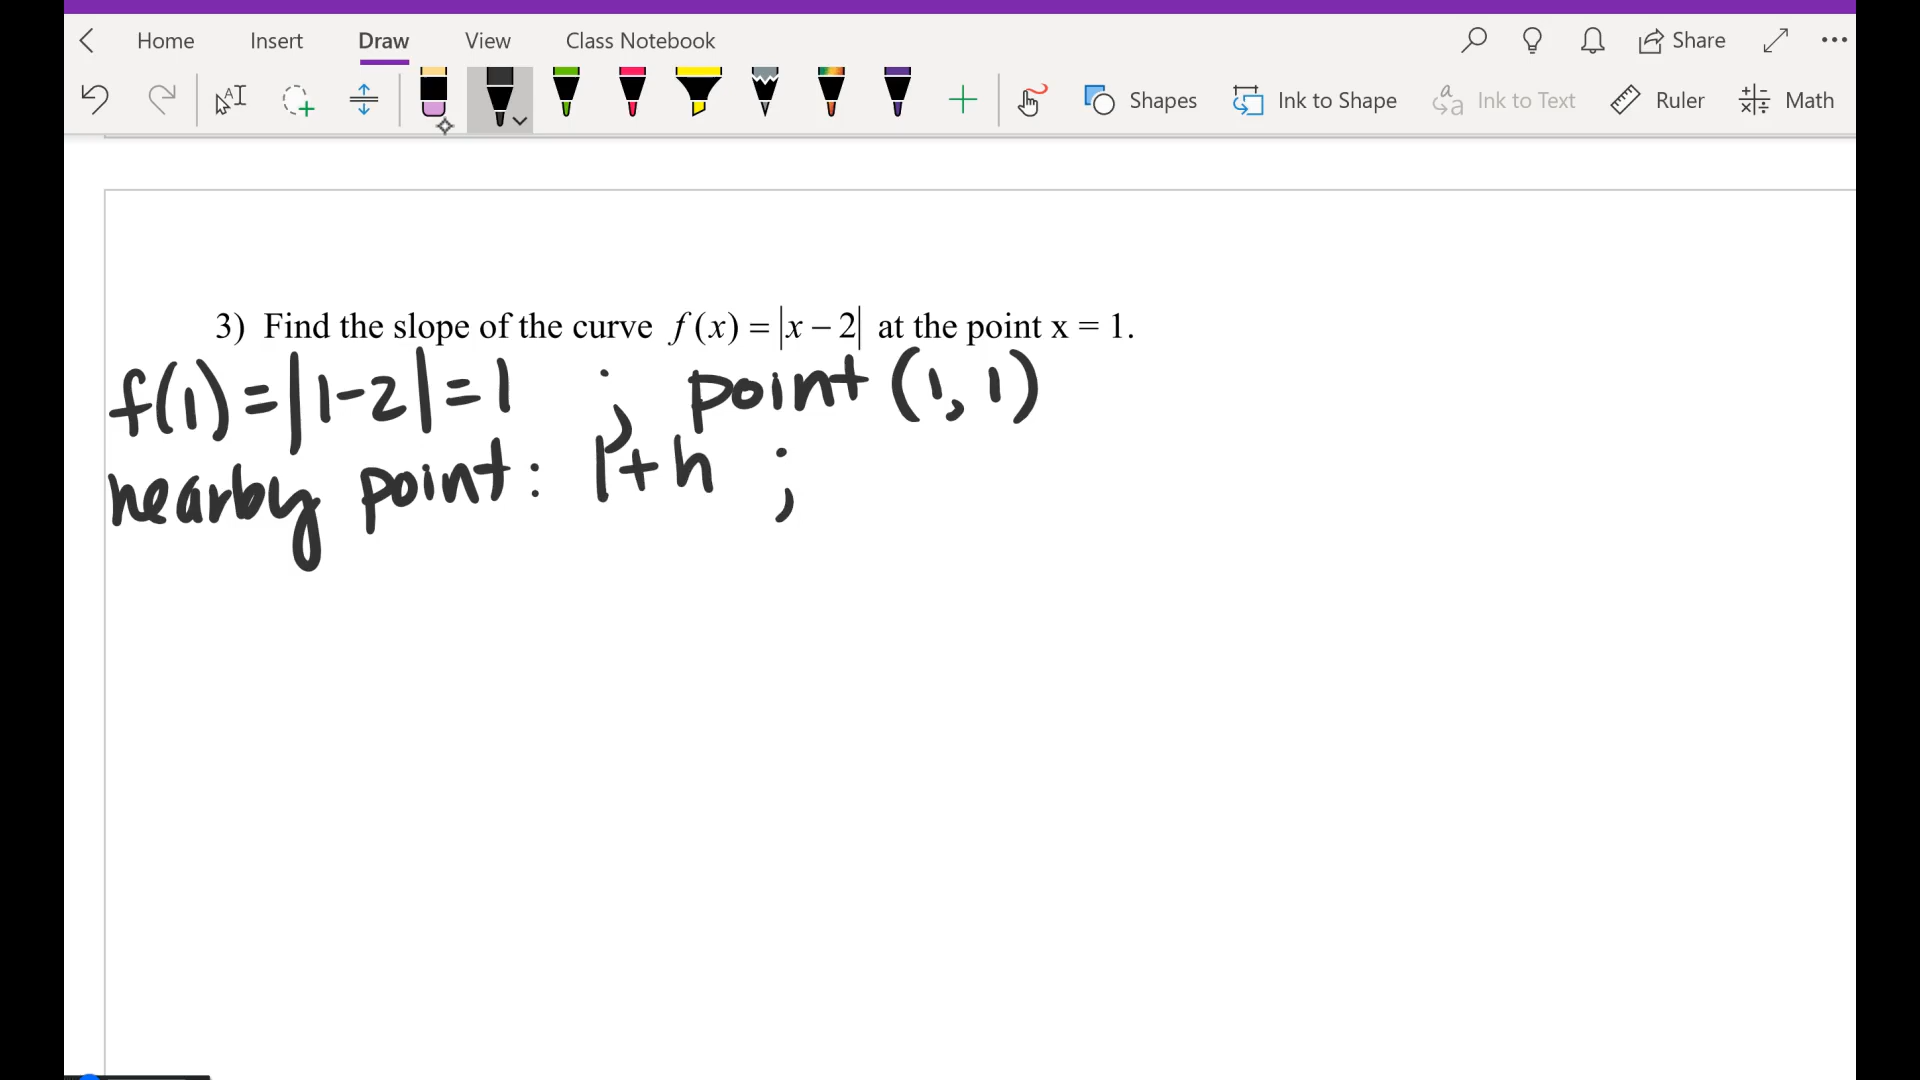 Home Insert Draw View Class Notebook Share
Shapes Ink to Shape Ink to Text Ruler Math
3) Find the slope of the curve f(x) = |x − 2| at the point x = 1.
f(1) = |1-2| = 1 ; point (1, 1)
nearby point: 1+h ;